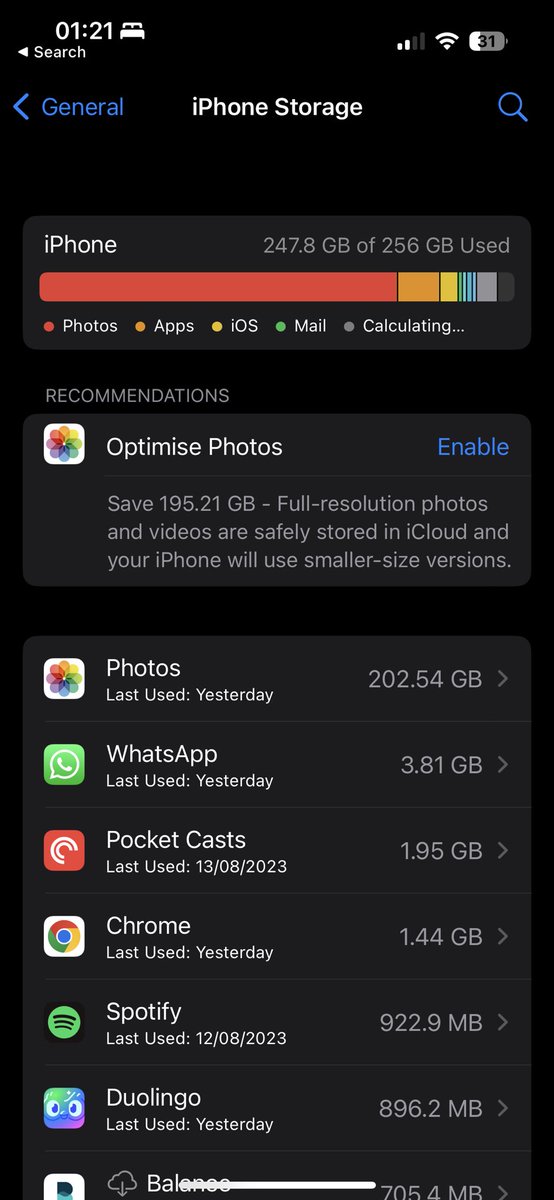 01:21
31
◀ Search
General
iPhone Storage
iPhone
247.8 GB of 256 GB Used
Photos
Apps
iOS
Mail
Calculating...
RECOMMENDATIONS
Optimise Photos
Enable
Save 195.21 GB - Full-resolution photos
and videos are safely stored in iCloud and
your iPhone will use smaller-size versions.
Photos
202.54 GB
Last Used: Yesterday
WhatsApp
3.81 GB
Last Used: Yesterday
Pocket Casts
1.95 GB
Last Used: 13/08/2023
Chrome
1.44 GB
Last Used: Yesterday
Spotify
922.9 MB
Last Used: 12/08/2023
Duolingo
896.2 MB
Last Used: Yesterday
Balance
705.4 MB